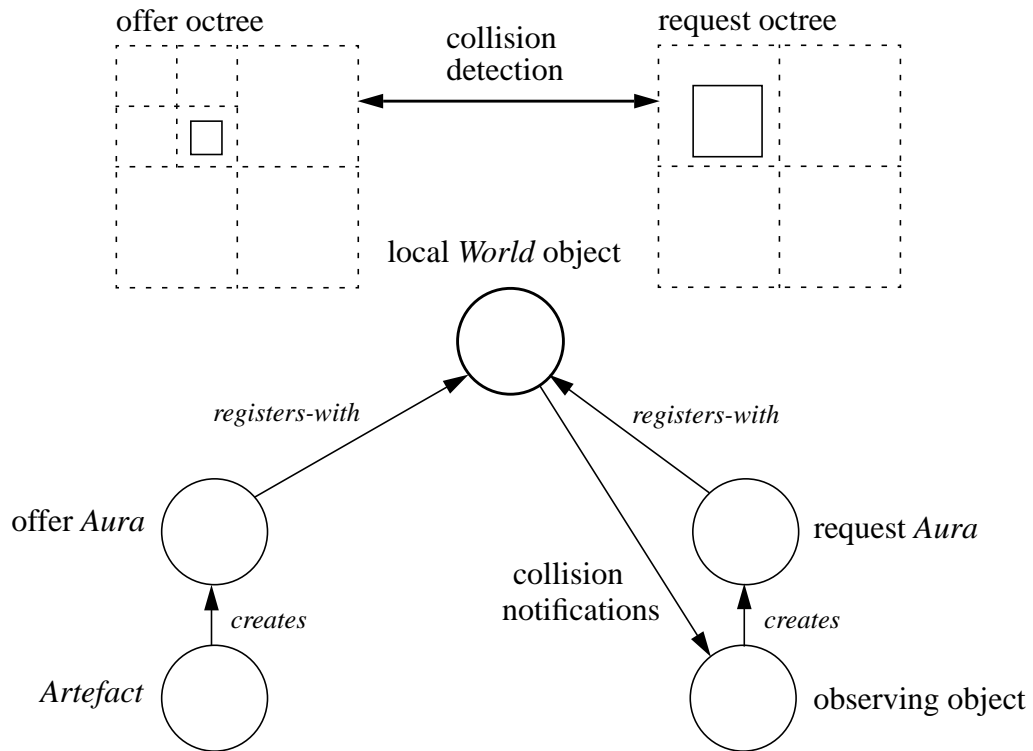 offer octree
request octree
collision
detection
local World object
registers-with
registers-with
offer Aura
request Aura
collision
notifications
creates
creates
Artefact
observing object